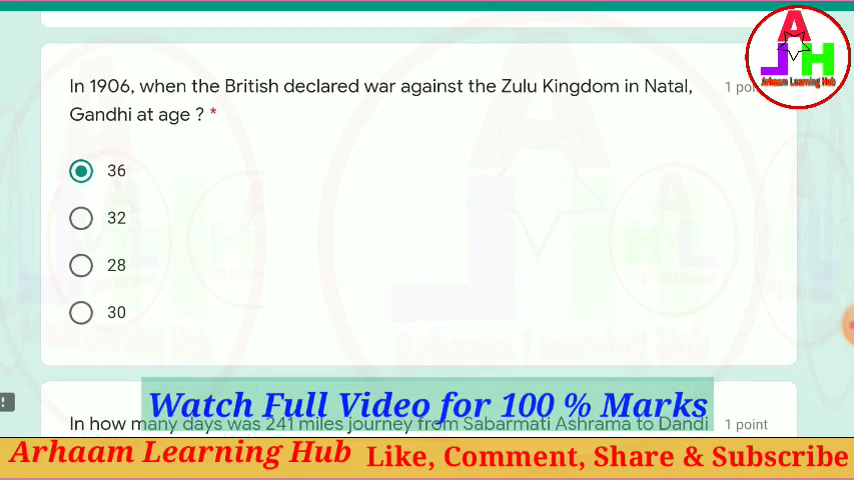 In 1906, when the British declared war against the Zulu Kingdom in Natal,
Gandhi at age ? *
1
A
J H
Arhaam Learning Hub
36
32
28
30
Watch Full Video for 100 % Marks
In how many days was 241 miles journey from Sabarmati Ashrama to Dandi
1 point
Arhaam Learning Hub Like, Comment, Share & Subscribe